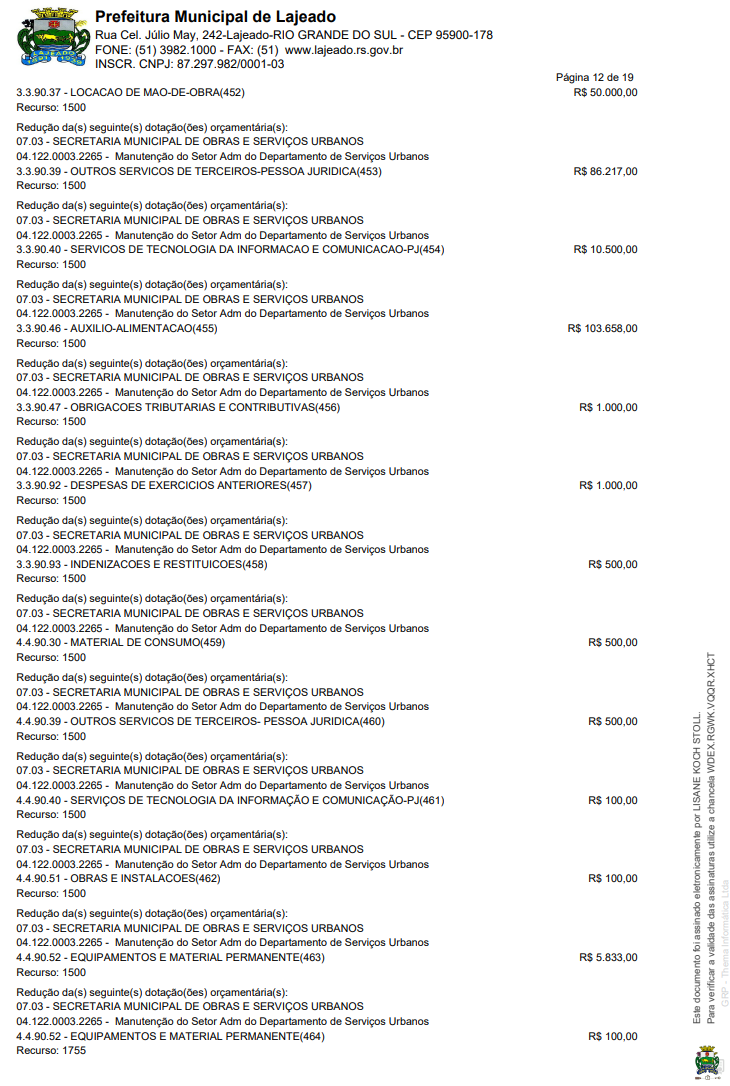 Prefeitura Municipal de Lajeado
Rua Cel. Júlio May, 242-Lajeado-RIO GRANDE DO SUL - CEP 95900-178
FONE: (51) 3982.1000 - FAX: (51)  www.lajeado.rs.gov.br
INSCR. CNPJ: 87.297.982/0001-03
Página 12 de 19
3.3.90.37 - LOCACAO DE MAO-DE-OBRA(452) R$ 50.000,00
Recurso: 1500
Redução da(s) seguinte(s) dotação(ões) orçamentária(s):
07.03 - SECRETARIA MUNICIPAL DE OBRAS E SERVIÇOS URBANOS
04.122.0003.2265 -  Manutenção do Setor Adm do Departamento de Serviços Urbanos
3.3.90.39 - OUTROS SERVICOS DE TERCEIROS-PESSOA JURIDICA(453) R$ 86.217,00
Recurso: 1500
Redução da(s) seguinte(s) dotação(ões) orçamentária(s):
07.03 - SECRETARIA MUNICIPAL DE OBRAS E SERVIÇOS URBANOS
04.122.0003.2265 -  Manutenção do Setor Adm do Departamento de Serviços Urbanos
3.3.90.40 - SERVICOS DE TECNOLOGIA DA INFORMACAO E COMUNICACAO-PJ(454) R$ 10.500,00
Recurso: 1500
Redução da(s) seguinte(s) dotação(ões) orçamentária(s):
07.03 - SECRETARIA MUNICIPAL DE OBRAS E SERVIÇOS URBANOS
04.122.0003.2265 -  Manutenção do Setor Adm do Departamento de Serviços Urbanos
3.3.90.46 - AUXILIO-ALIMENTACAO(455) R$ 103.658,00
Recurso: 1500
Redução da(s) seguinte(s) dotação(ões) orçamentária(s):
07.03 - SECRETARIA MUNICIPAL DE OBRAS E SERVIÇOS URBANOS
04.122.0003.2265 -  Manutenção do Setor Adm do Departamento de Serviços Urbanos
3.3.90.47 - OBRIGACOES TRIBUTARIAS E CONTRIBUTIVAS(456) R$ 1.000,00
Recurso: 1500
Redução da(s) seguinte(s) dotação(ões) orçamentária(s):
07.03 - SECRETARIA MUNICIPAL DE OBRAS E SERVIÇOS URBANOS
04.122.0003.2265 -  Manutenção do Setor Adm do Departamento de Serviços Urbanos
3.3.90.92 - DESPESAS DE EXERCICIOS ANTERIORES(457) R$ 1.000,00
Recurso: 1500
Redução da(s) seguinte(s) dotação(ões) orçamentária(s):
07.03 - SECRETARIA MUNICIPAL DE OBRAS E SERVIÇOS URBANOS
04.122.0003.2265 -  Manutenção do Setor Adm do Departamento de Serviços Urbanos
3.3.90.93 - INDENIZACOES E RESTITUICOES(458) R$ 500,00
Recurso: 1500
Redução da(s) seguinte(s) dotação(ões) orçamentária(s):
07.03 - SECRETARIA MUNICIPAL DE OBRAS E SERVIÇOS URBANOS
04.122.0003.2265 -  Manutenção do Setor Adm do Departamento de Serviços Urbanos
4.4.90.30 - MATERIAL DE CONSUMO(459) R$ 500,00
Recurso: 1500
Redução da(s) seguinte(s) dotação(ões) orçamentária(s):
07.03 - SECRETARIA MUNICIPAL DE OBRAS E SERVIÇOS URBANOS
04.122.0003.2265 -  Manutenção do Setor Adm do Departamento de Serviços Urbanos
4.4.90.39 - OUTROS SERVICOS DE TERCEIROS- PESSOA JURIDICA(460) R$ 500,00
Recurso: 1500
Redução da(s) seguinte(s) dotação(ões) orçamentária(s):
07.03 - SECRETARIA MUNICIPAL DE OBRAS E SERVIÇOS URBANOS
04.122.0003.2265 -  Manutenção do Setor Adm do Departamento de Serviços Urbanos
4.4.90.40 - SERVIÇOS DE TECNOLOGIA DA INFORMAÇÃO E COMUNICAÇÃO-PJ(461) R$ 100,00
Recurso: 1500
Redução da(s) seguinte(s) dotação(ões) orçamentária(s):
07.03 - SECRETARIA MUNICIPAL DE OBRAS E SERVIÇOS URBANOS
04.122.0003.2265 -  Manutenção do Setor Adm do Departamento de Serviços Urbanos
4.4.90.51 - OBRAS E INSTALACOES(462) R$ 100,00
Recurso: 1500
Redução da(s) seguinte(s) dotação(ões) orçamentária(s):
07.03 - SECRETARIA MUNICIPAL DE OBRAS E SERVIÇOS URBANOS
04.122.0003.2265 -  Manutenção do Setor Adm do Departamento de Serviços Urbanos
4.4.90.52 - EQUIPAMENTOS E MATERIAL PERMANENTE(463) R$ 5.833,00
Recurso: 1500
Redução da(s) seguinte(s) dotação(ões) orçamentária(s):
07.03 - SECRETARIA MUNICIPAL DE OBRAS E SERVIÇOS URBANOS
04.122.0003.2265 -  Manutenção do Setor Adm do Departamento de Serviços Urbanos
4.4.90.52 - EQUIPAMENTOS E MATERIAL PERMANENTE(464) R$ 100,00
Recurso: 1755
Este documento foi assinado eletronicamente por LISANE KOCH STOLL.
Para verificar a validade das assinaturas utilize a chancela WDEX.RGWK.VQQR.XHCT
GRP - Thema Informática Ltda